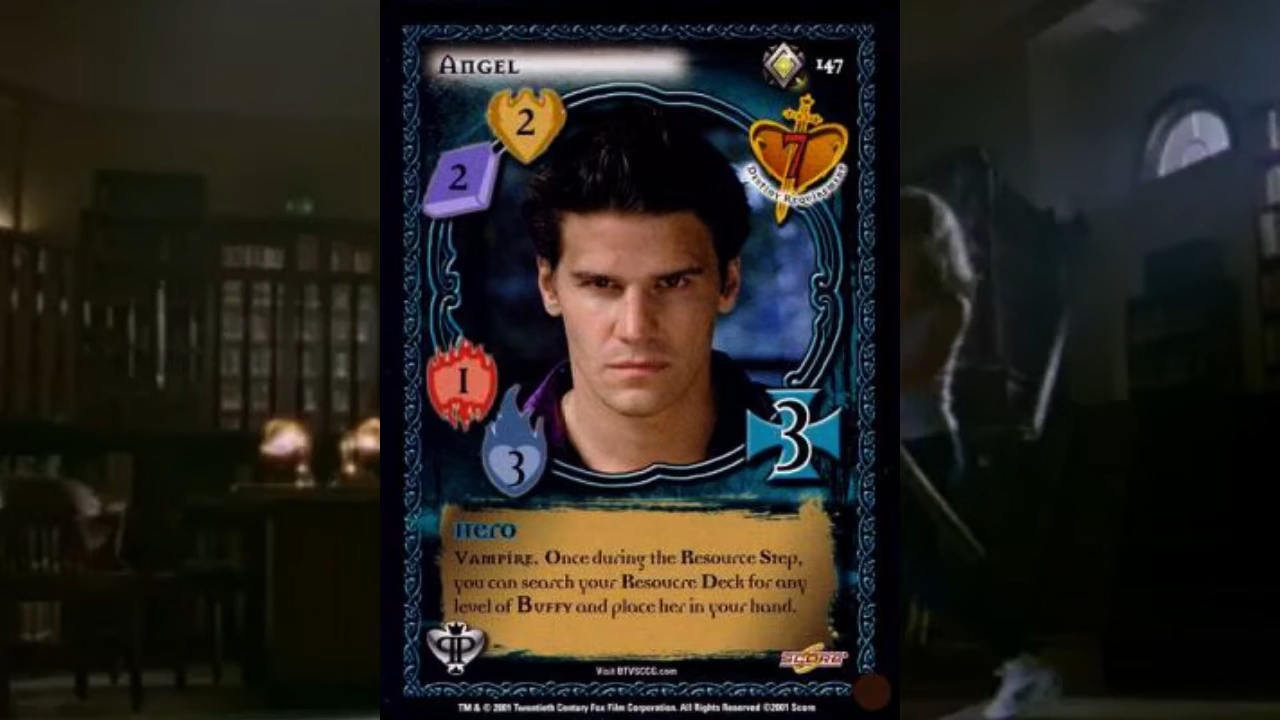 Angel
147
2
2
7
Destiny Requirement
1
3
3
Hero
Vampire. Once during the Resource Step,
you can search your Resoucre Deck for any
level of Buffy and place her in your hand.
PP
SCORE
Visit BTVSCCG.com
TM & © 2001 Twentieth Century Fox Film Corporation. All Rights Reserved ©2001 Score